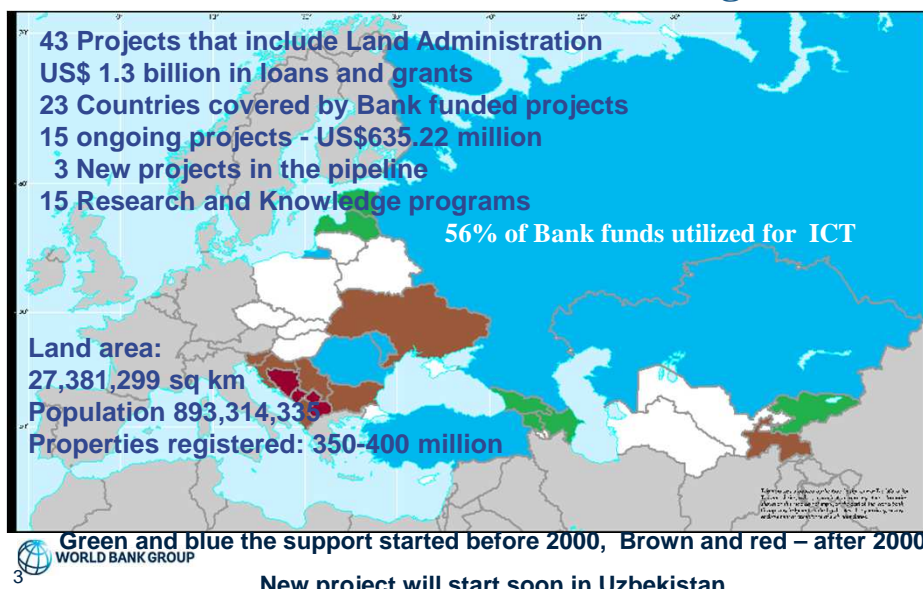 43 Projects that include Land Administration
US$ 1.3 billion in loans and grants
23 Countries covered by Bank funded projects
15 ongoing projects - US$635.22 million
3 New projects in the pipeline
15 Research and Knowledge programs
56% of Bank funds utilized for ICT
Land area:
27,381,299 sq km
Population 893,314,335
Properties registered: 350-400 million
Green and blue the support started before 2000, Brown and red – after 2000
WORLD BANK GROUP
3
New project will start soon in Uzbekistan